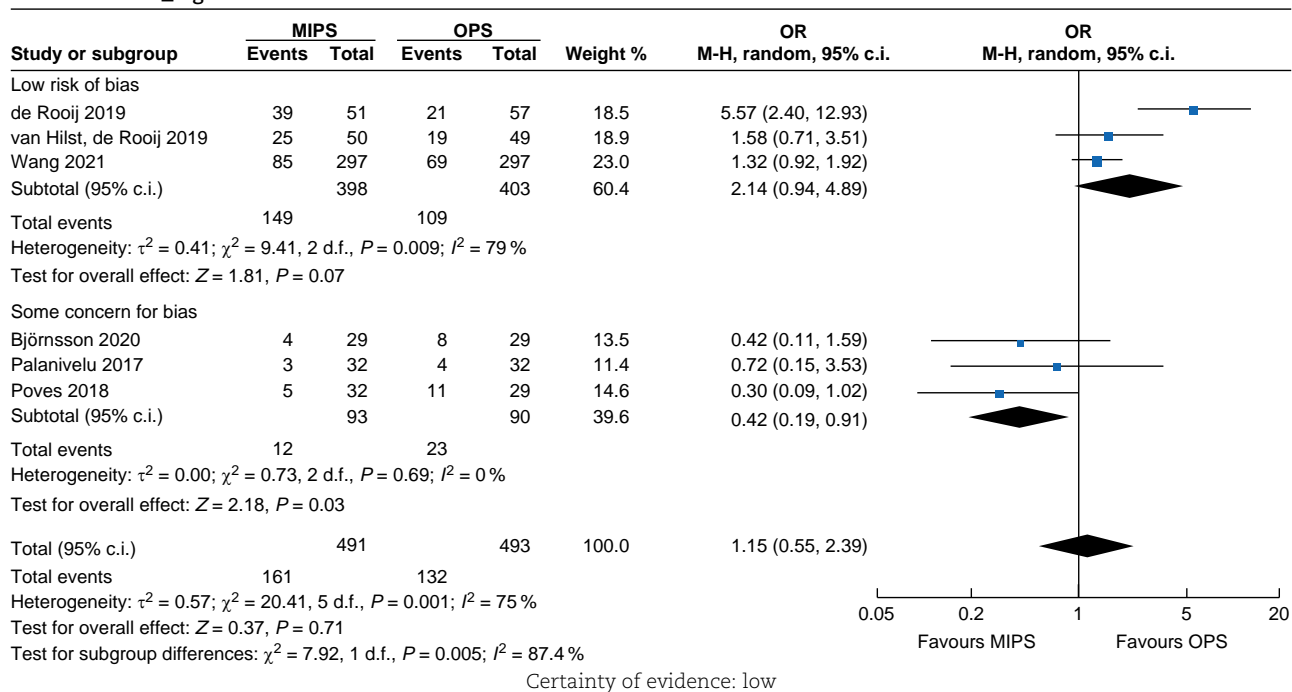 MIPS OPS OR OR
Study or subgroup Events Total Events Total Weight % M-H, random, 95% c.i. M-H, random, 95% c.i.
Low risk of bias
de Rooij 2019 39 51 21 57 18.5 5.57 (2.40, 12.93)
van Hilst, de Rooij 2019 25 50 19 49 18.9 1.58 (0.71, 3.51)
Wang 2021 85 297 69 297 23.0 1.32 (0.92, 1.92)
Subtotal (95% c.i.) 398 403 60.4 2.14 (0.94, 4.89)
Total events 149 109
Heterogeneity: τ² = 0.41; χ² = 9.41, 2 d.f., P = 0.009; I² = 79 %
Test for overall effect: Z = 1.81, P = 0.07
Some concern for bias
Björnsson 2020 4 29 8 29 13.5 0.42 (0.11, 1.59)
Palanivelu 2017 3 32 4 32 11.4 0.72 (0.15, 3.53)
Poves 2018 5 32 11 29 14.6 0.30 (0.09, 1.02)
Subtotal (95% c.i.) 93 90 39.6 0.42 (0.19, 0.91)
Total events 12 23
Heterogeneity: τ² = 0.00; χ² = 0.73, 2 d.f., P = 0.69; I² = 0 %
Test for overall effect: Z = 2.18, P = 0.03
Total (95% c.i.) 491 493 100.0 1.15 (0.55, 2.39)
Total events 161 132
Heterogeneity: τ² = 0.57; χ² = 20.41, 5 d.f., P = 0.001; I² = 75 %
Test for overall effect: Z = 0.37, P = 0.71
Test for subgroup differences: χ² = 7.92, 1 d.f., P = 0.005; I² = 87.4 %
0.05 0.2 1 5 20
Favours MIPS Favours OPS
Certainty of evidence: low